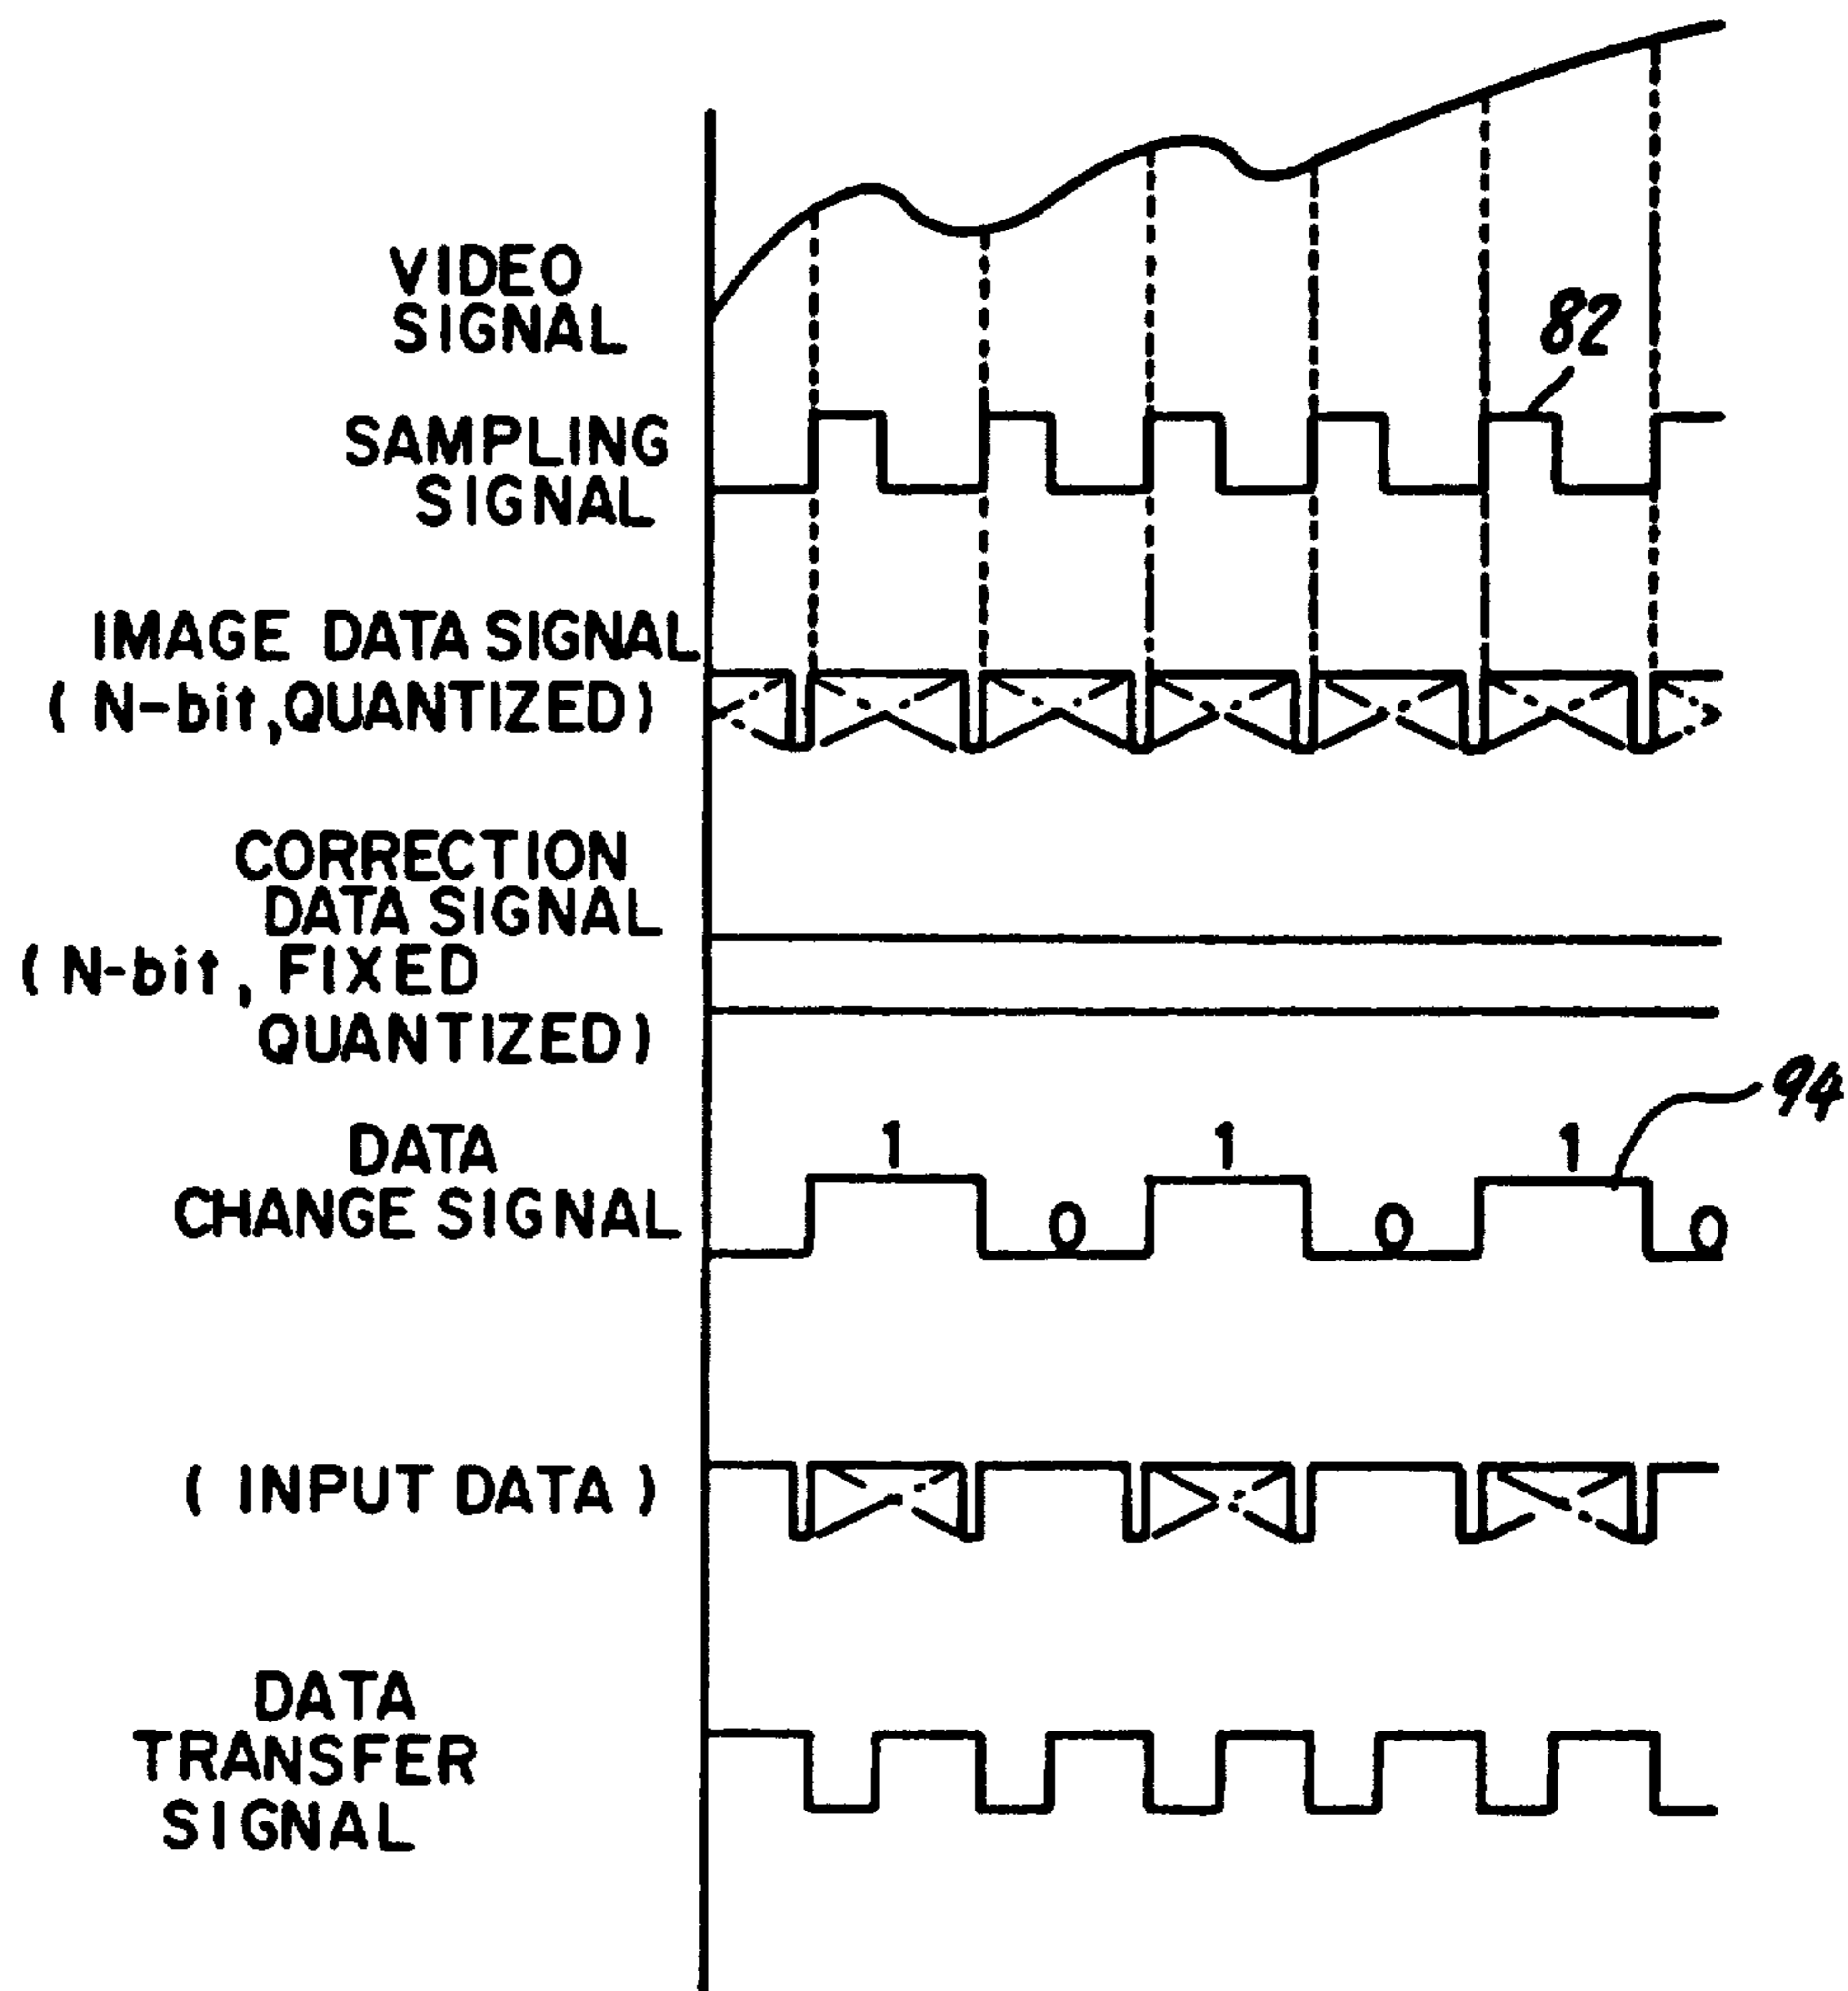 VIDEO
SIGNAL
82
SAMPLING
SIGNAL
IMAGE DATA SIGNAL
(N-bit, QUANTIZED)
CORRECTION
DATA SIGNAL
(N-bit, FIXED
QUANTIZED)
94
DATA
CHANGE SIGNAL
1 1 1
0 0 0
(INPUT DATA)
DATA
TRANSFER
SIGNAL